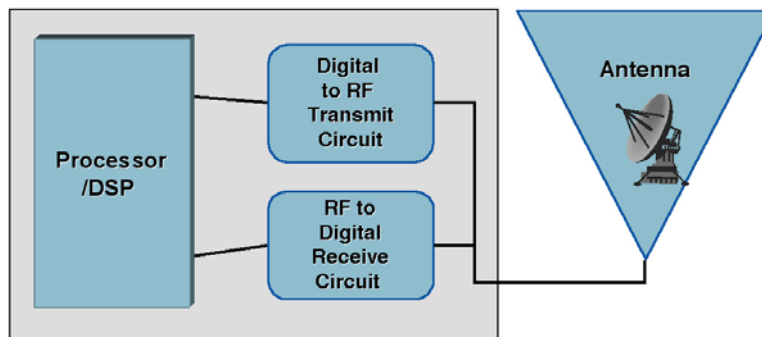 Processor
/DSP
Digital
to RF
Transmit
Circuit
RF to
Digital
Receive
Circuit
Antenna